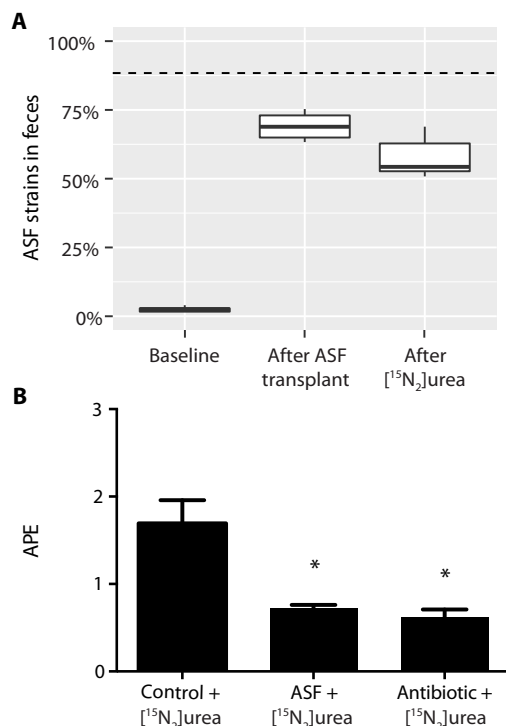 A
100%
75%
50%
25%
0%
ASF strains in feces
Baseline
After ASF
transplant
After
[¹⁵N₂]urea
B
3
2
1
0
APE
*
*
Control +
[¹⁵N₂]urea
ASF +
[¹⁵N₂]urea
Antibiotic +
[¹⁵N₂]urea